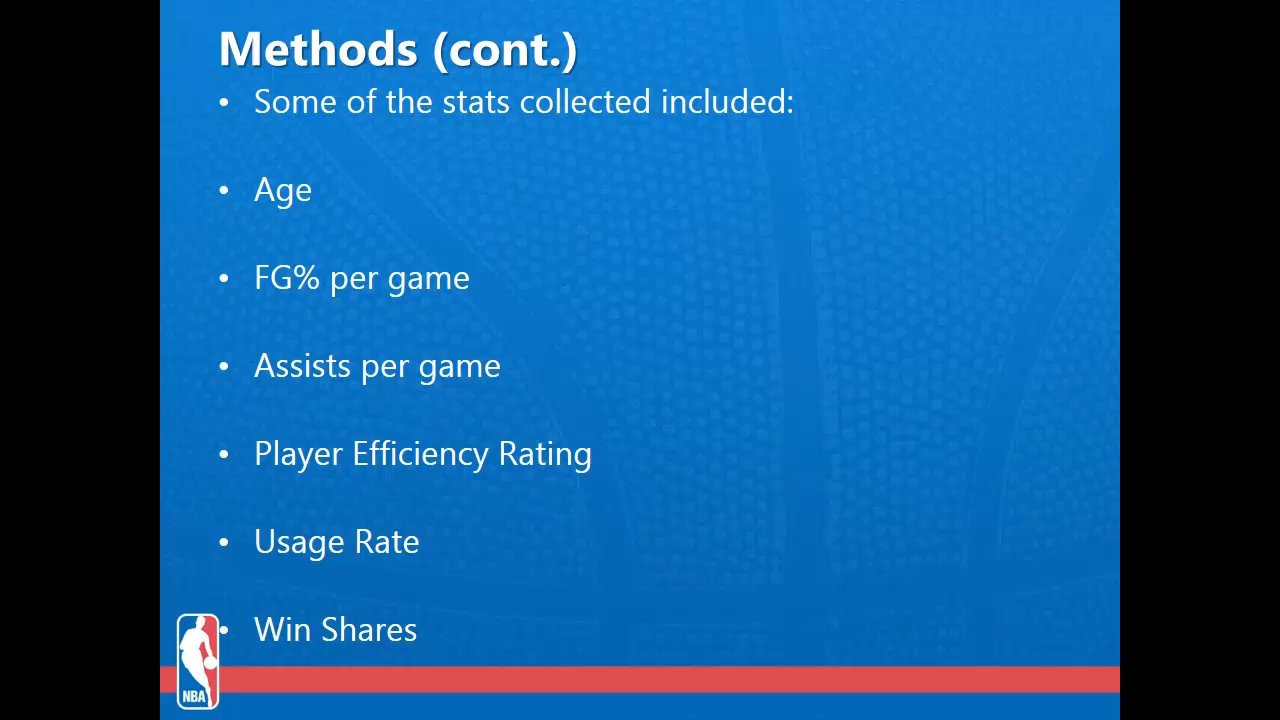 Methods (cont.)
• Some of the stats collected included:
• Age
• FG% per game
• Assists per game
• Player Efficiency Rating
• Usage Rate
• Win Shares
NBA